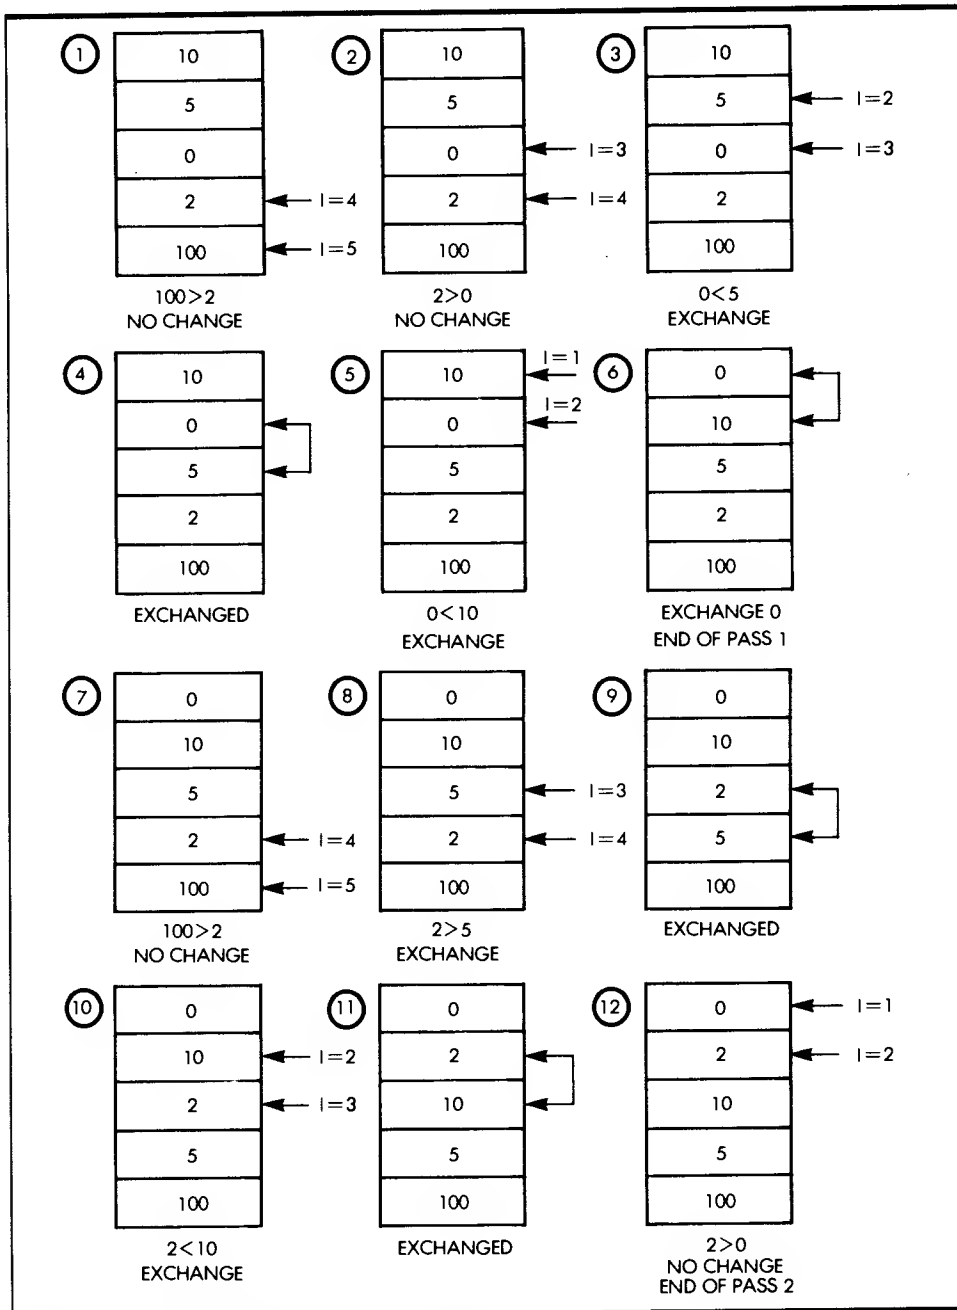 1
10
5
0
2
I=4
100
I=5
100>2
NO CHANGE
2
10
5
0
I=3
2
I=4
100
2>0
NO CHANGE
3
10
5
I=2
0
I=3
2
100
0<5
EXCHANGE
4
10
0
5
2
100
EXCHANGED
5
I=1
10
I=2
0
5
2
100
0<10
EXCHANGE
6
0
10
5
2
100
EXCHANGE 0
END OF PASS 1
7
0
10
5
2
I=4
100
I=5
100>2
NO CHANGE
8
0
10
5
I=3
2
I=4
100
2>5
EXCHANGE
9
0
10
2
5
100
EXCHANGED
10
0
10
I=2
2
I=3
5
100
2<10
EXCHANGE
11
0
2
10
5
100
EXCHANGED
12
0
I=1
2
I=2
10
5
100
2>0
NO CHANGE
END OF PASS 2